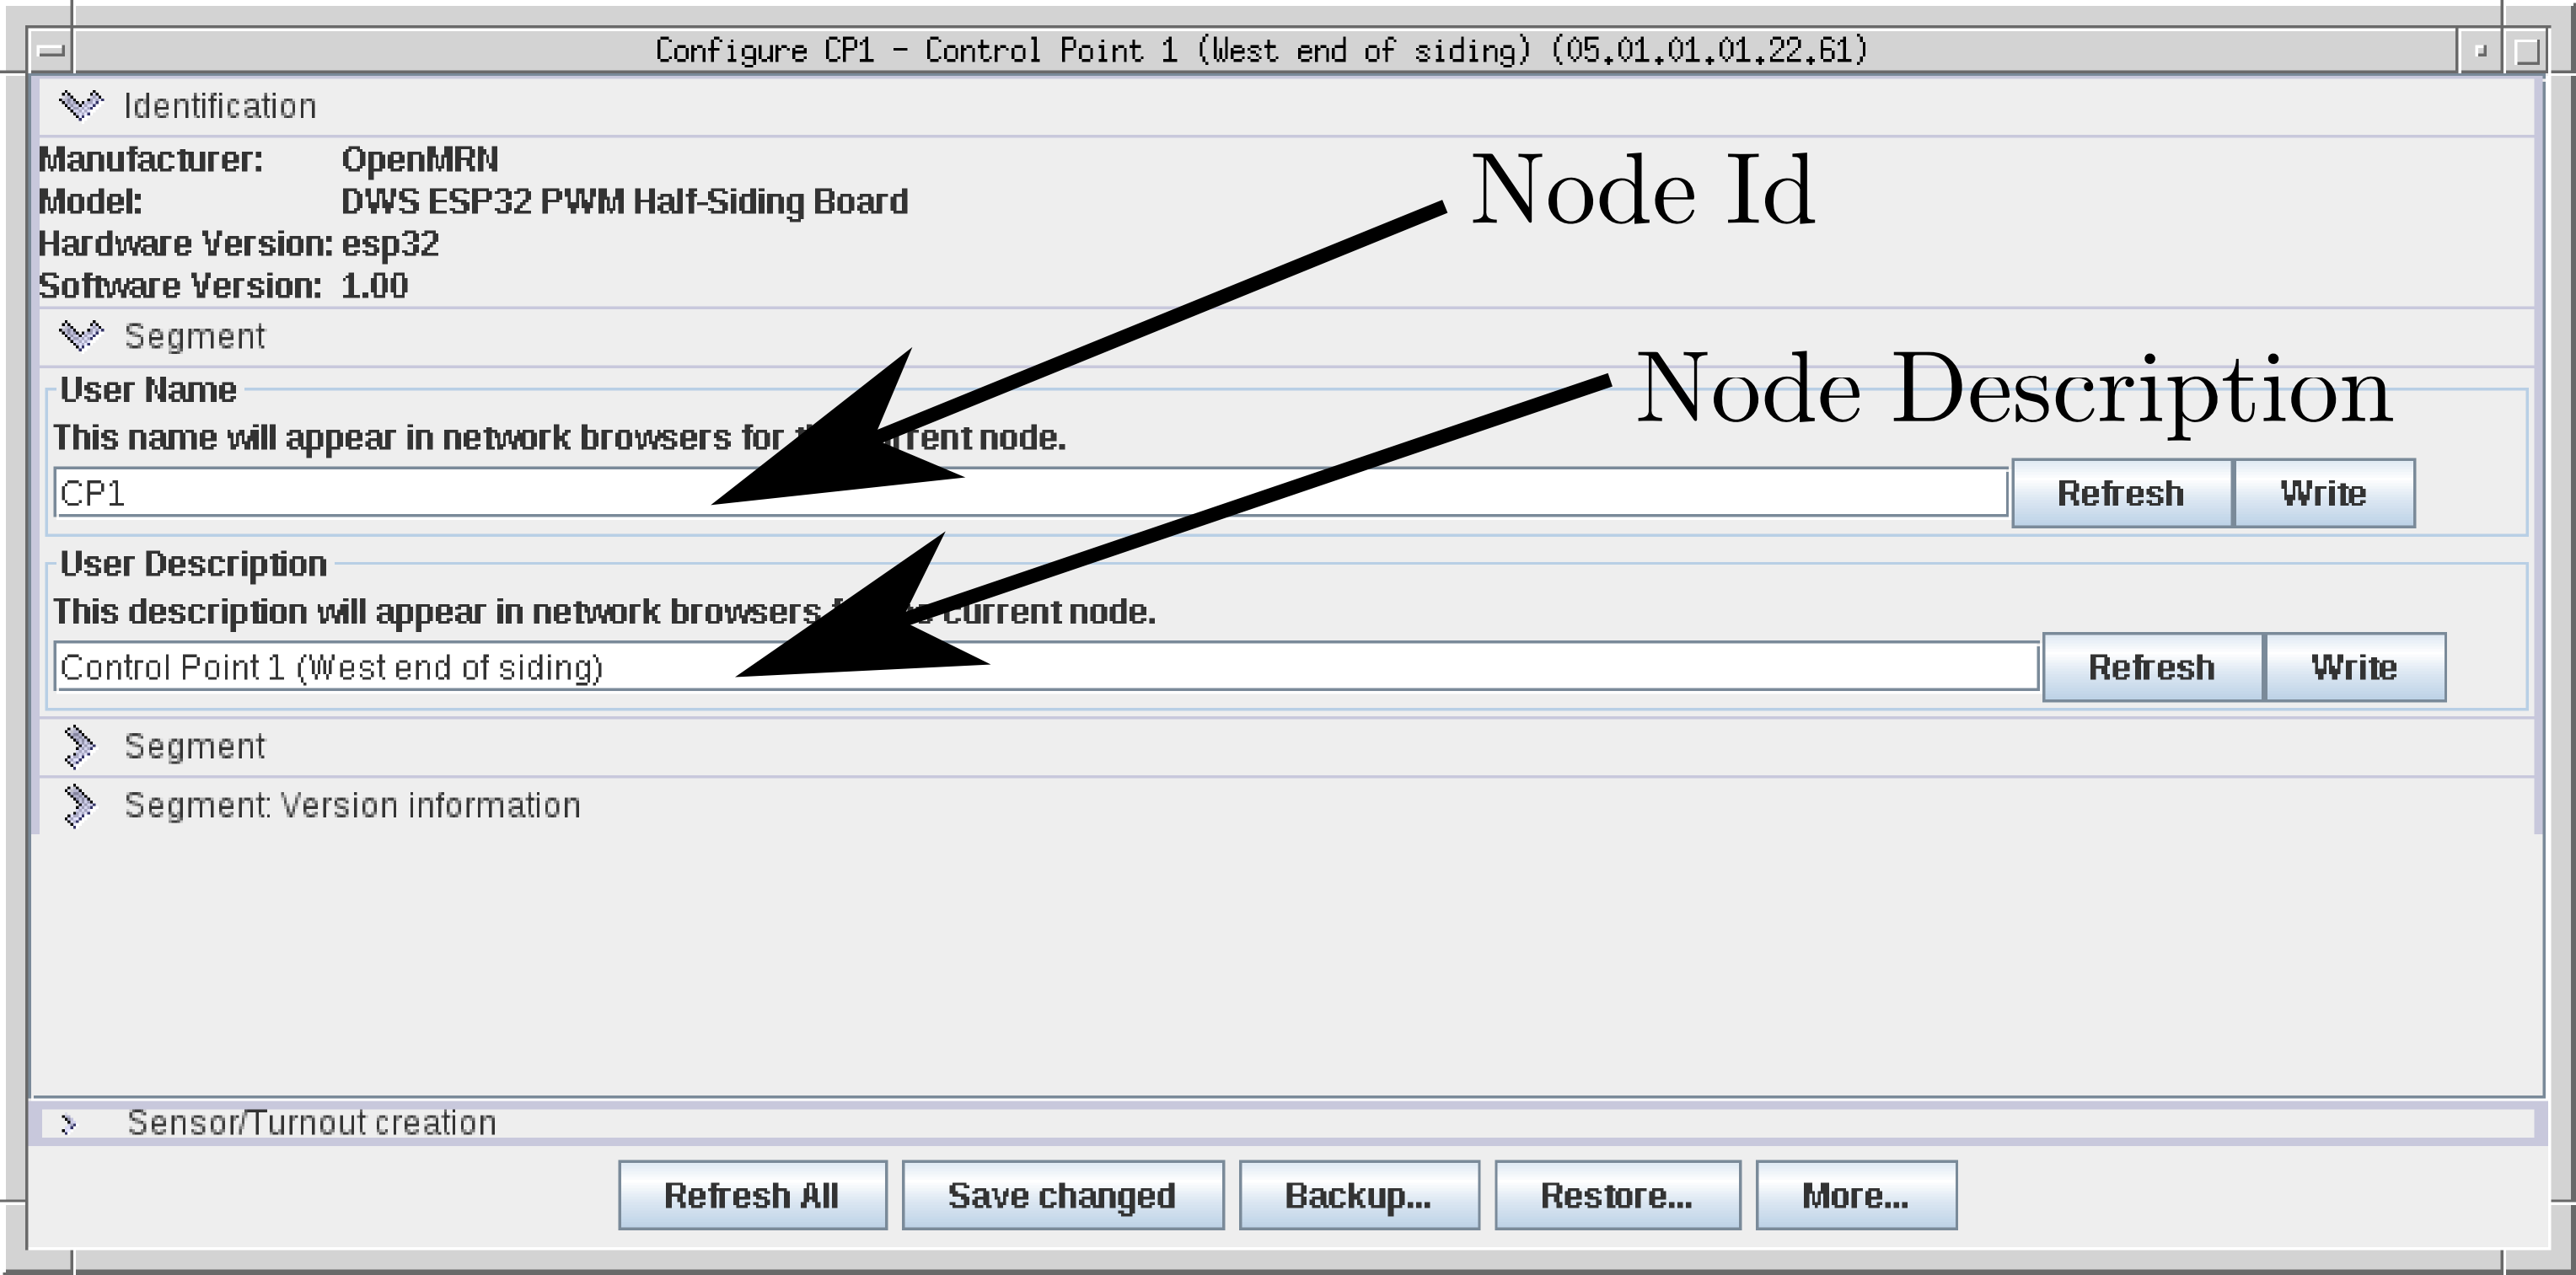 Configure CP1 - Control Point 1 (West end of siding) (05.01.01.01.22.61)
Identification
Manufacturer: OpenMRN
Model: DWS ESP32 PWM Half-Siding Board
Hardware Version: esp32
Software Version: 1.00
Node Id
Segment
Node Description
User Name
This name will appear in network browsers for current node.
CP1 Refresh Write
User Description
This description will appear in network browsers current node.
Control Point 1 (West end of siding) Refresh Write
Segment
Segment: Version information
Sensor/Turnout creation
Refresh All Save changed Backup... Restore... More...